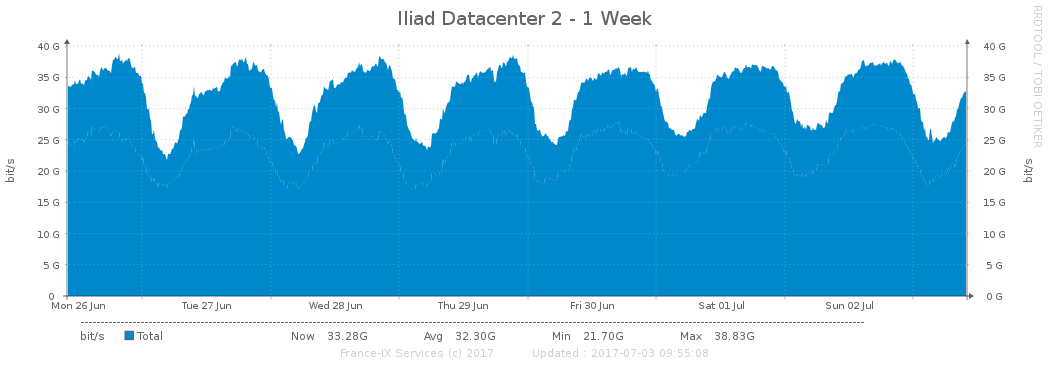 Iliad Datacenter 2 - 1 Week
RRDTOOL / TOBI OETIKER
40 G 40 G
35 G 35 G
30 G 30 G
25 G 25 G
20 G 20 G
15 G 15 G
10 G 10 G
5 G 5 G
0 0 G
bit/s bit/s
Mon 26 Jun Tue 27 Jun Wed 28 Jun Thu 29 Jun Fri 30 Jun Sat 01 Jul Sun 02 Jul
bit/s Total Now 33.28G Avg 32.30G Min 21.70G Max 38.83G
France-IX Services (c) 2017 Updated : 2017-07-03 09:55:08